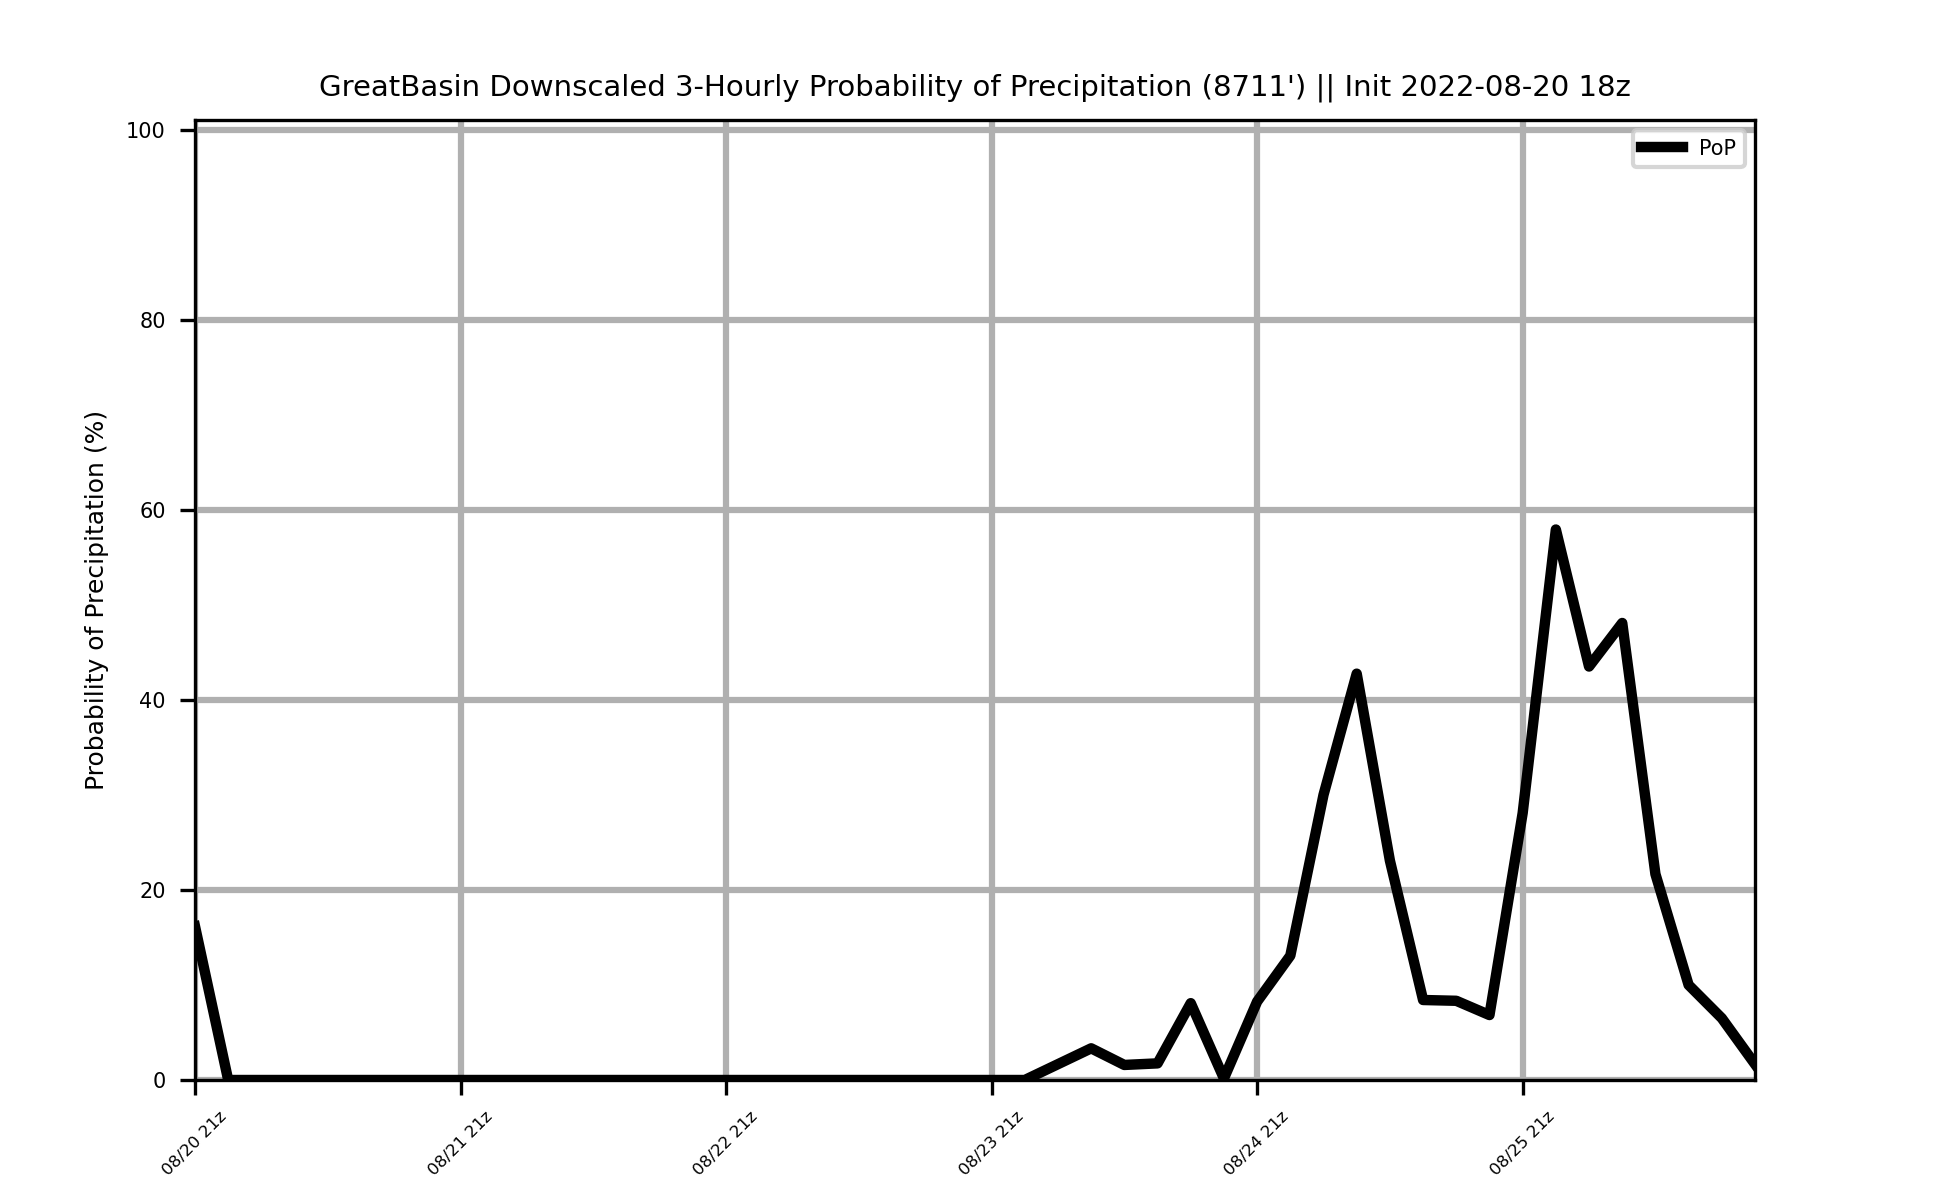 GreatBasin Downscaled 3-Hourly Probability of Precipitation (8711') || Init 2022-08-20 18z
PoP
Probability of Precipitation (%)
100
80
60
40
20
0
08/20 21z
08/21 21z
08/22 21z
08/23 21z
08/24 21z
08/25 21z